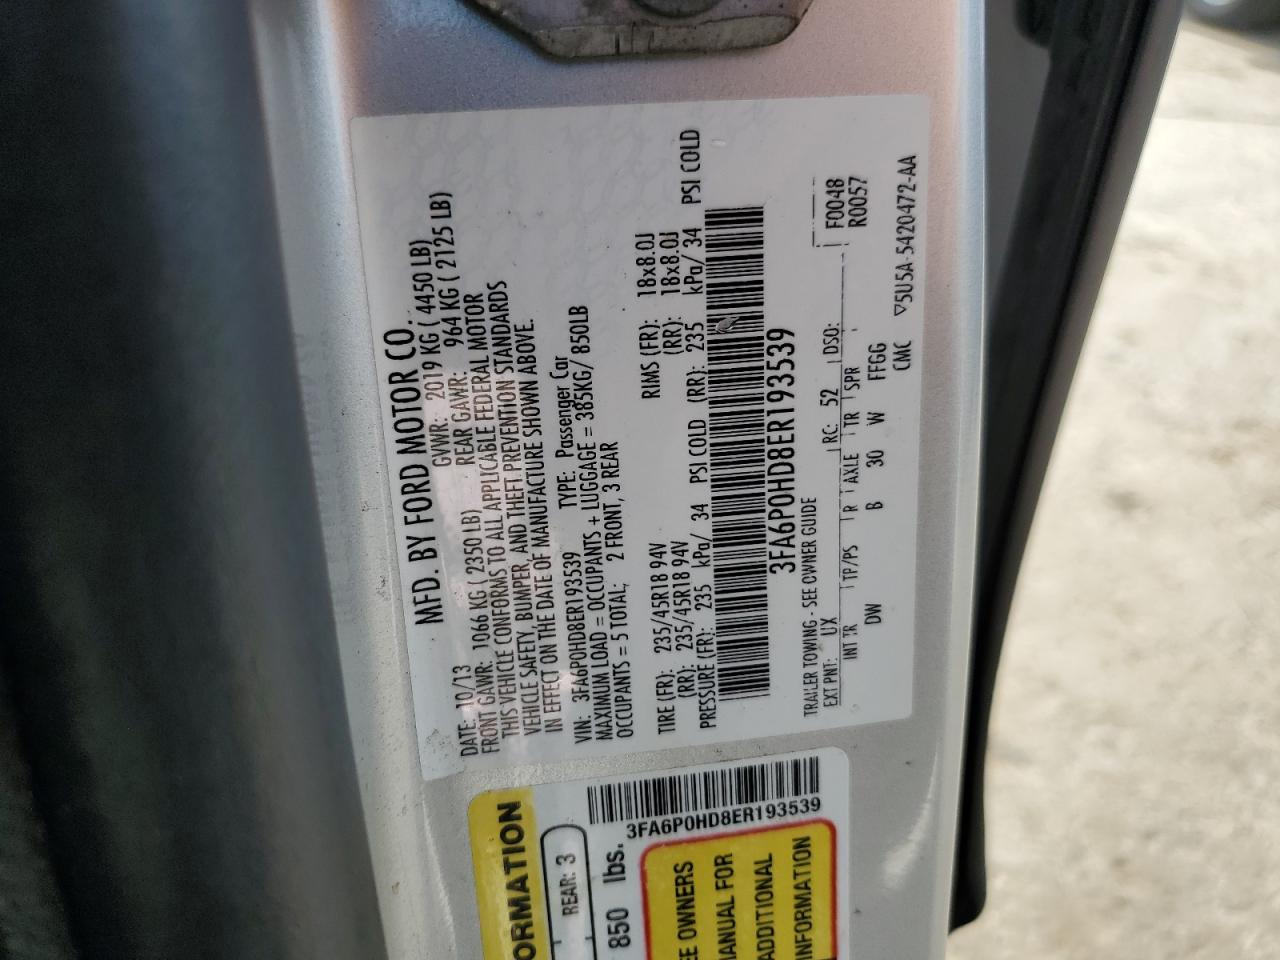 MFD. BY FORD MOTOR CO.
DATE: 10/13 GVWR: 2019 KG ( 4450 LB)
FRONT GAWR: 1066 KG ( 2350 LB) REAR GAWR: 964 KG ( 2125 LB)
THIS VEHICLE CONFORMS TO ALL APPLICABLE FEDERAL MOTOR
VEHICLE SAFETY, BUMPER, AND THEFT PREVENTION STANDARDS
IN EFFECT ON THE DATE OF MANUFACTURE SHOWN ABOVE.
VIN: 3FA6P0HD8ER193539 TYPE: Passenger Car
MAXIMUM LOAD = OCCUPANTS + LUGGAGE = 385KG/ 850LB
OCCUPANTS = 5 TOTAL; 2 FRONT, 3 REAR
TIRE (FR): 235/45R18 94V RIMS (FR): 18x8.0J
(RR): 235/45R18 94V (RR): 18x8.0J
PRESSURE (FR): 235 kPa/ 34 PSI COLD (RR): 235 kPa/ 34 PSI COLD
3FA6P0HD8ER193539
TRAILER TOWING - SEE OWNER GUIDE
EXT PNT: UX RC: 52 DSO: F0048
R0057
INT TR TP/PS R AXLE TR SPR
DW B 30 W FFGG
CMC ▽5U5A-5420472-AA
ORMATION
REAR: 3
850 lbs.
3FA6P0HD8ER193539
EE OWNERS
MANUAL FOR
ADDITIONAL
INFORMATION